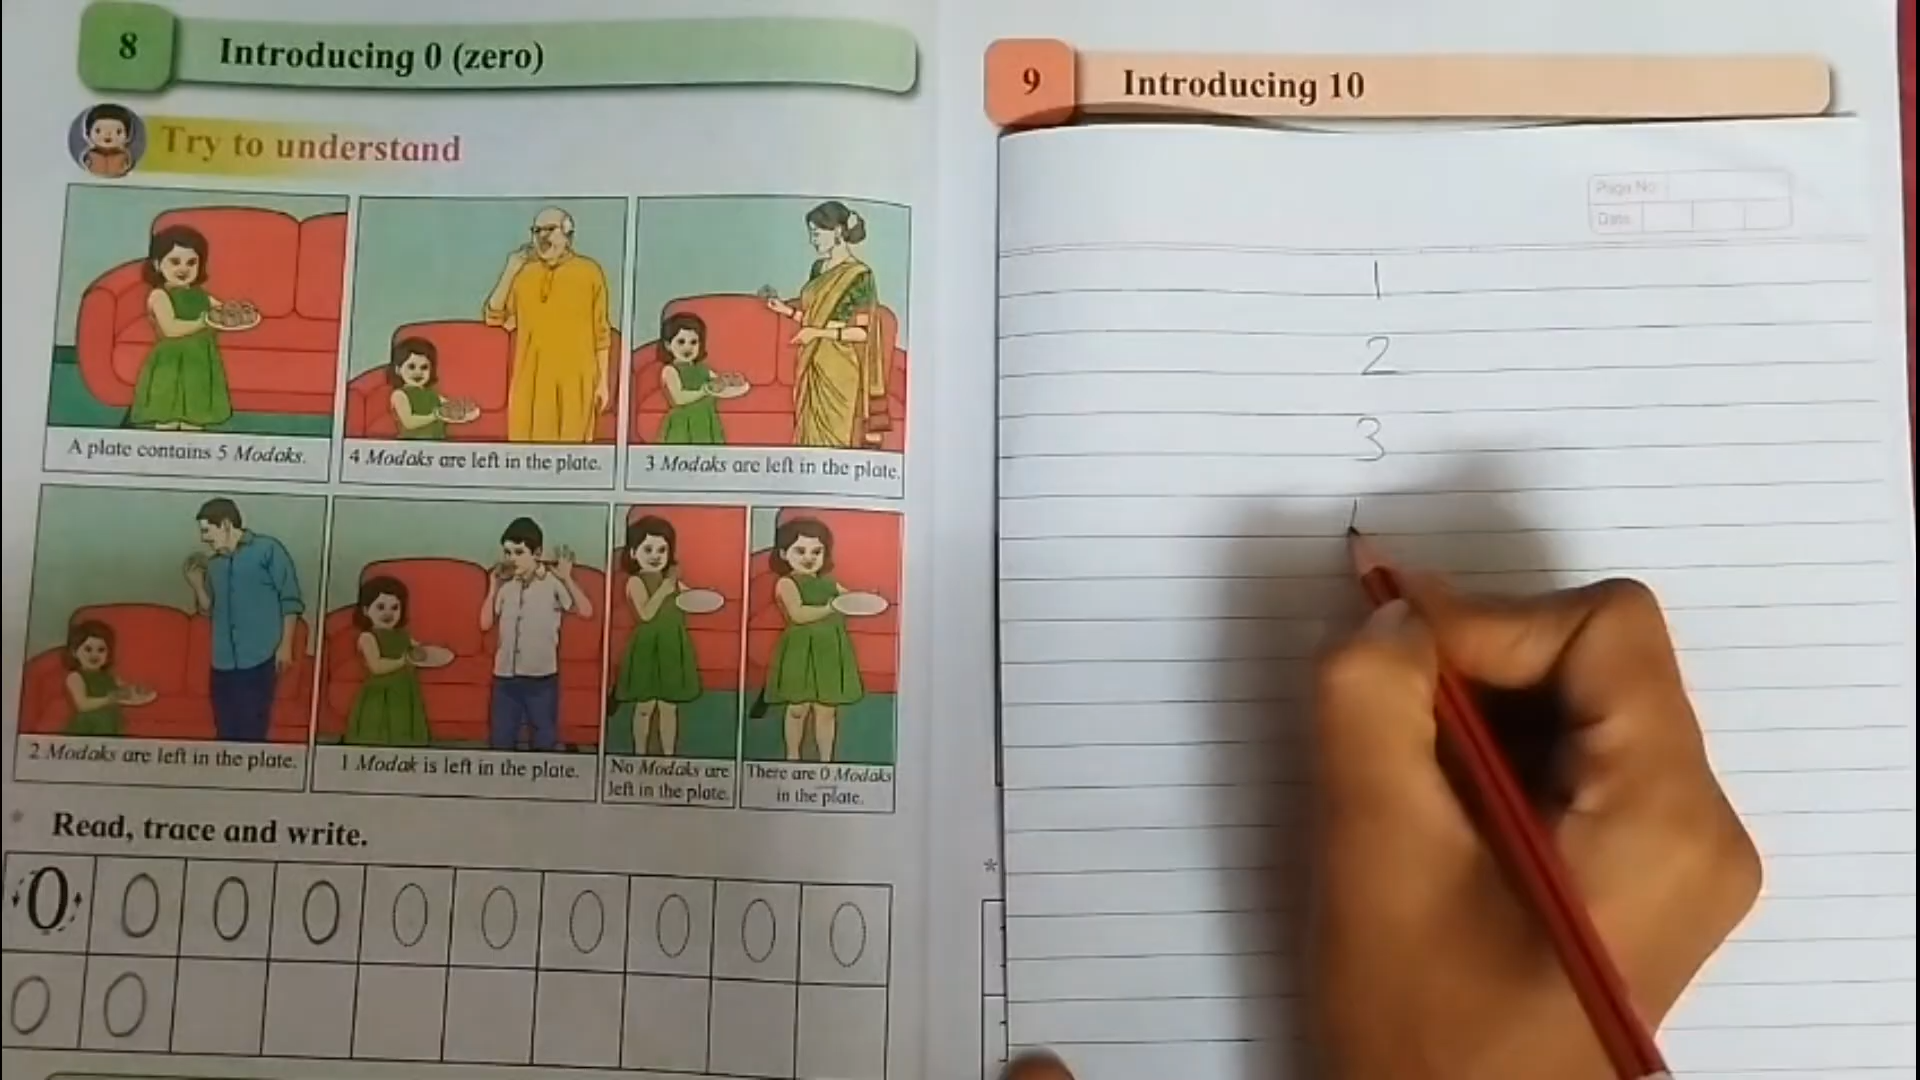 8 Introducing 0 (zero)
Try to understand
A plate contains 5 Modaks.
4 Modaks are left in the plate.
3 Modaks are left in the plate.
2 Modaks are left in the plate.
1 Modak is left in the plate.
No Modaks are
left in the plate.
There are 0 Modaks
in the plate.
* Read, trace and write.
0 0 0 0 0 0 0 0 0 0
0 0
9 Introducing 10
Page No
Date
1
2
3
*